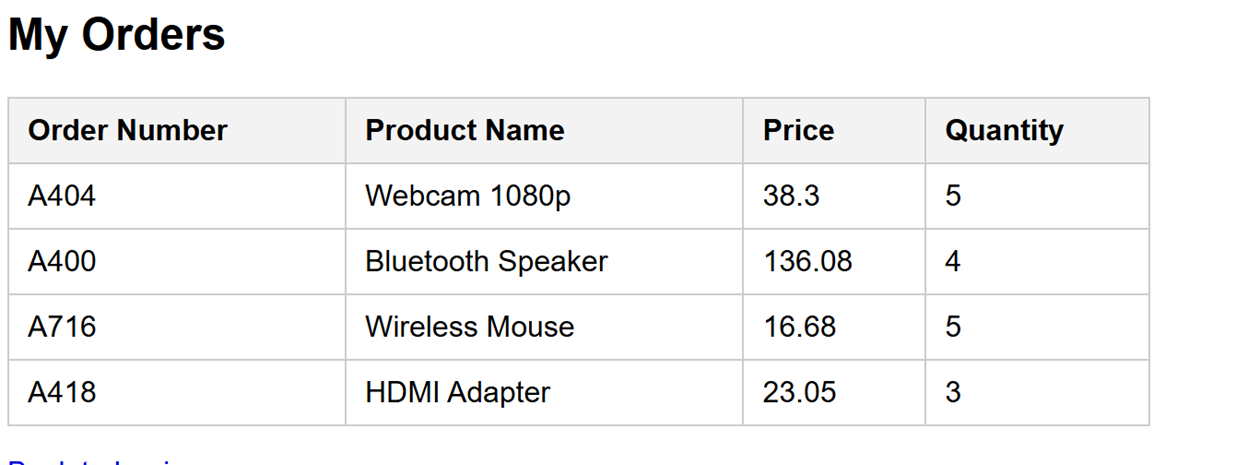 My Orders
Order Number Product Name Price Quantity
A404 Webcam 1080p 38.3 5
A400 Bluetooth Speaker 136.08 4
A716 Wireless Mouse 16.68 5
A418 HDMI Adapter 23.05 3